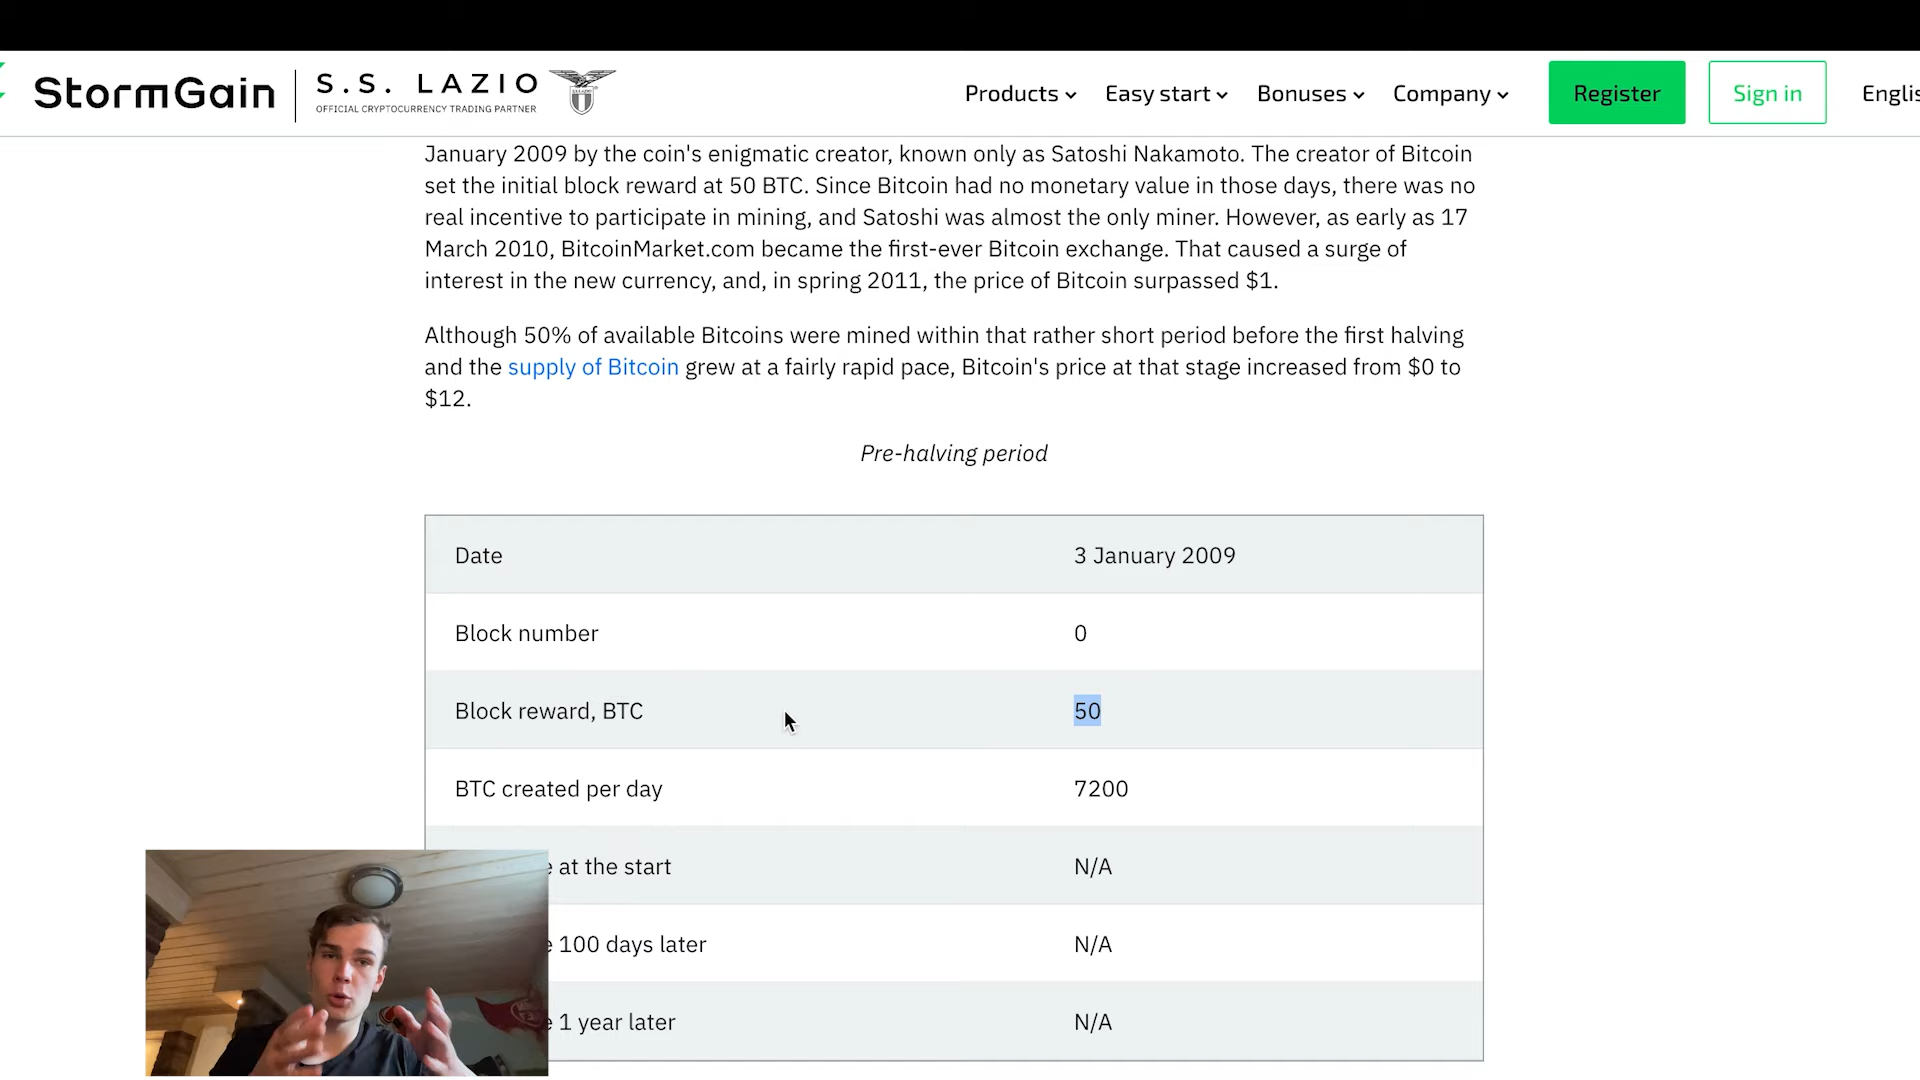 StormGain
S.S. LAZIO
OFFICIAL CRYPTOCURRENCY TRADING PARTNER
Products
Easy start
Bonuses
Company
Register
Sign in
January 2009 by the coin's enigmatic creator, known only as Satoshi Nakamoto. The creator of Bitcoin
set the initial block reward at 50 BTC. Since Bitcoin had no monetary value in those days, there was no
real incentive to participate in mining, and Satoshi was almost the only miner. However, as early as 17
March 2010, BitcoinMarket.com became the first-ever Bitcoin exchange. That caused a surge of
interest in the new currency, and, in spring 2011, the price of Bitcoin surpassed $1.
Although 50% of available Bitcoins were mined within that rather short period before the first halving
and the supply of Bitcoin grew at a fairly rapid pace, Bitcoin's price at that stage increased from $0 to
$12.
Pre-halving period
Date 3 January 2009
Block number 0
Block reward, BTC 50
BTC created per day 7200
at the start N/A
100 days later N/A
1 year later N/A